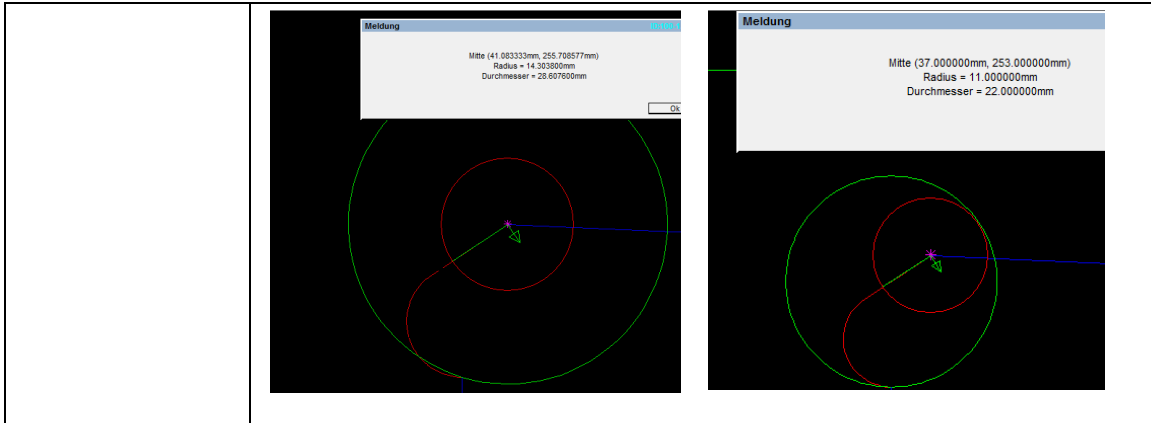 Meldung
Mitte (41.083333mm, 255.708577mm)
Radius = 14.303800mm
Durchmesser = 28.607600mm
Ok
Meldung
Mitte (37.000000mm, 253.000000mm)
Radius = 11.000000mm
Durchmesser = 22.000000mm